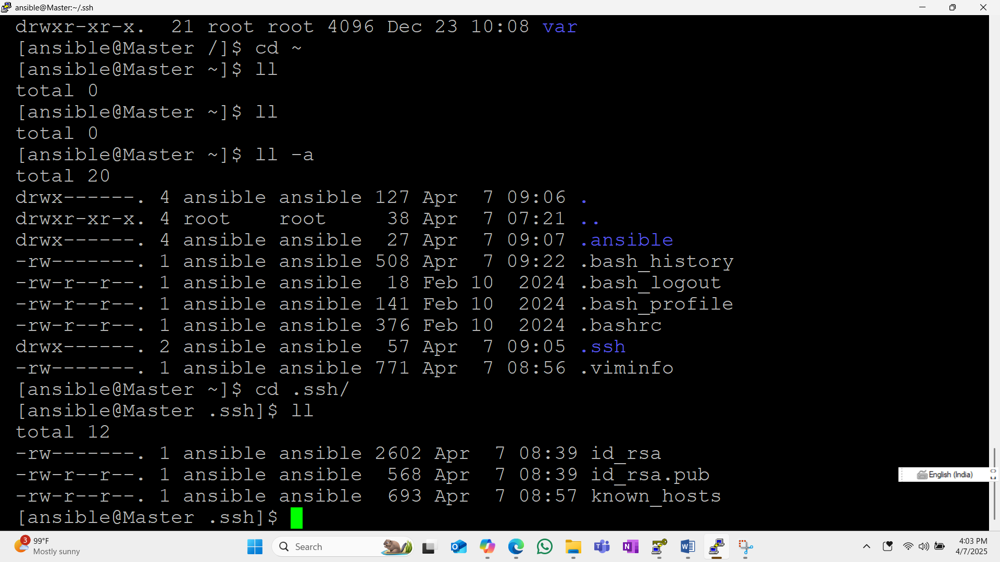 ansible@Master:~/.ssh
drwxr-xr-x.  21 root root 4096 Dec 23 10:08 var
[ansible@Master /]$ cd ~
[ansible@Master ~]$ ll
total 0
[ansible@Master ~]$ ll
total 0
[ansible@Master ~]$ ll -a
total 20
drwx------. 4 ansible ansible 127 Apr  7 09:06 .
drwxr-xr-x. 4 root    root     38 Apr  7 07:21 ..
drwx------. 4 ansible ansible  27 Apr  7 09:07 .ansible
-rw-------. 1 ansible ansible 508 Apr  7 09:22 .bash_history
-rw-r--r--. 1 ansible ansible  18 Feb 10  2024 .bash_logout
-rw-r--r--. 1 ansible ansible 141 Feb 10  2024 .bash_profile
-rw-r--r--. 1 ansible ansible 376 Feb 10  2024 .bashrc
drwx------. 2 ansible ansible  57 Apr  7 09:05 .ssh
-rw-------. 1 ansible ansible 771 Apr  7 08:56 .viminfo
[ansible@Master ~]$ cd .ssh/
[ansible@Master .ssh]$ ll
total 12
-rw-------. 1 ansible ansible 2602 Apr  7 08:39 id_rsa
-rw-r--r--. 1 ansible ansible  568 Apr  7 08:39 id_rsa.pub
-rw-r--r--. 1 ansible ansible  693 Apr  7 08:57 known_hosts
[ansible@Master .ssh]$
English (India)
3
99°F
Mostly sunny
Search
4:03 PM
4/7/2025